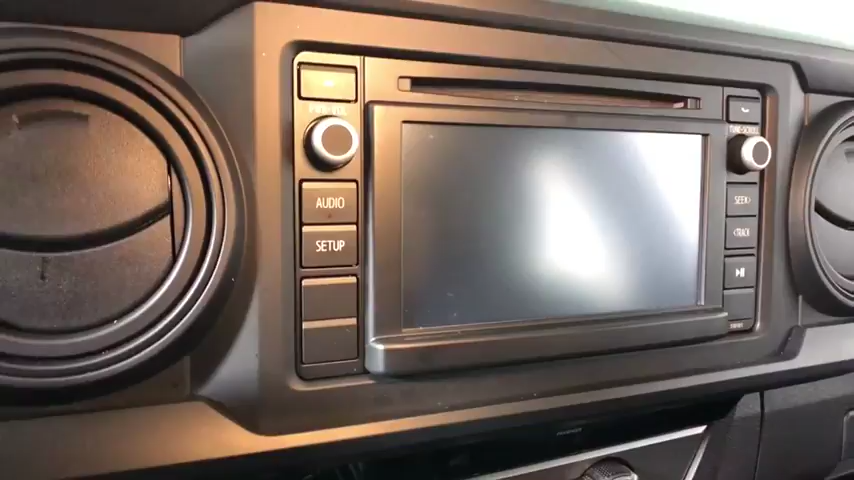 PWR·VOL
TUNE·SCROLL
AUDIO
SETUP
SEEK>
<TRACK